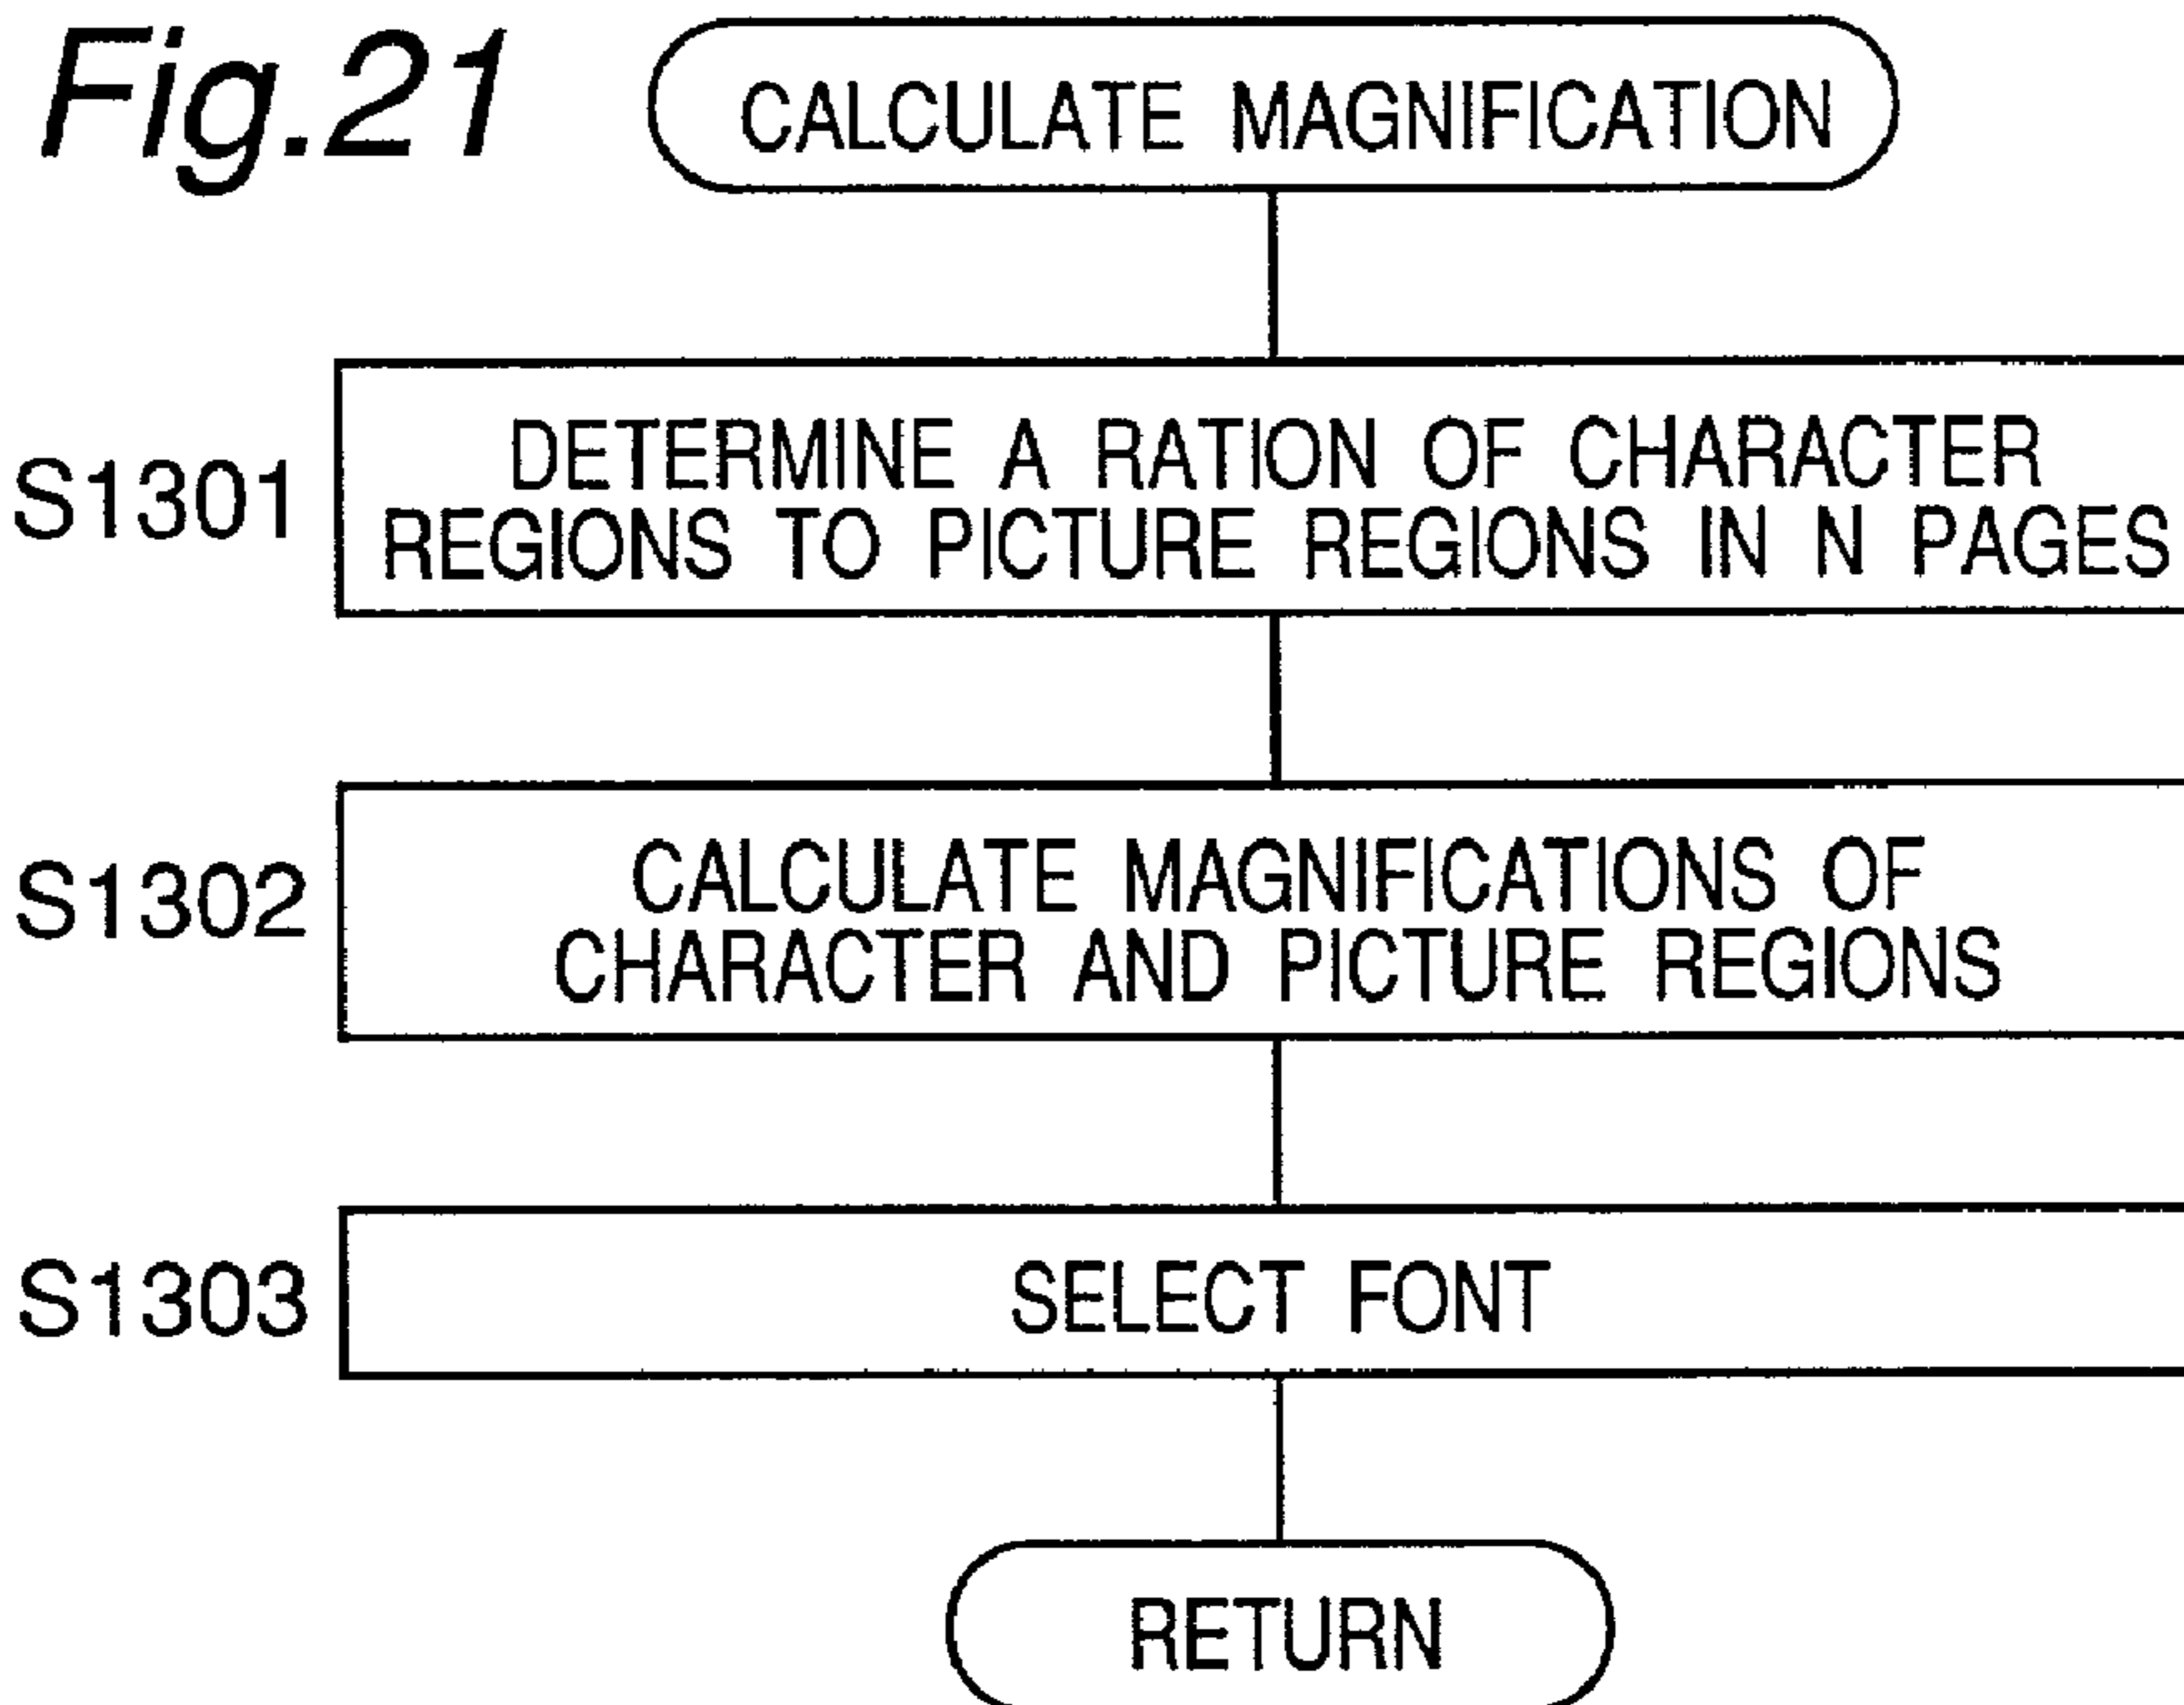 Fig.21
CALCULATE MAGNIFICATION
S1301
DETERMINE A RATION OF CHARACTER
REGIONS TO PICTURE REGIONS IN N PAGES
S1302
CALCULATE MAGNIFICATIONS OF
CHARACTER AND PICTURE REGIONS
S1303
SELECT FONT
RETURN